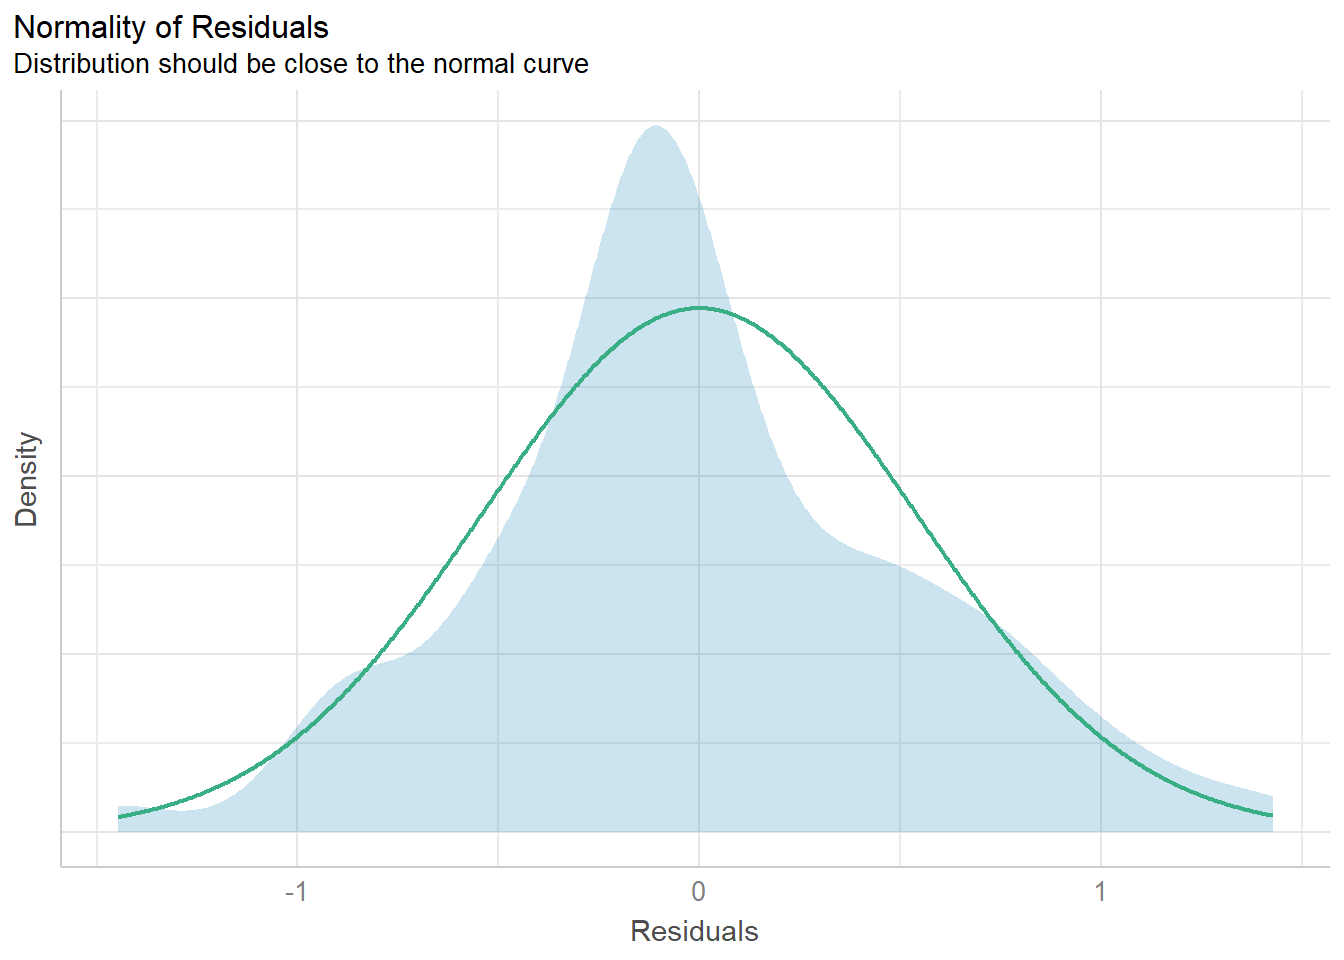 Normality of Residuals
Distribution should be close to the normal curve
Density
-1 0 1
Residuals